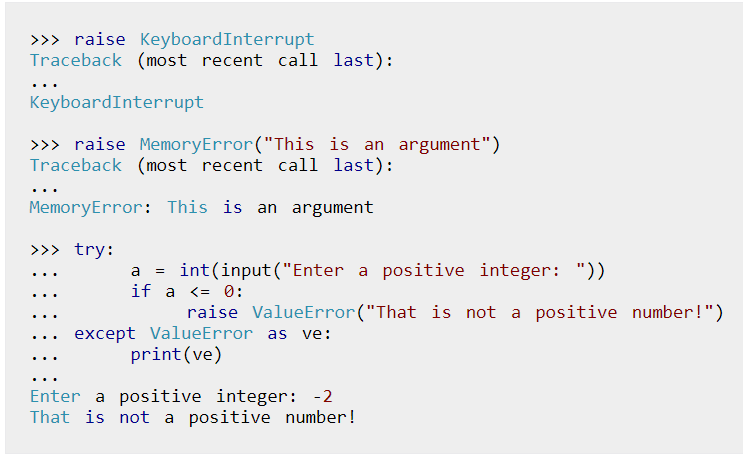 >>> raise KeyboardInterrupt
Traceback (most recent call last):
...
KeyboardInterrupt

>>> raise MemoryError("This is an argument")
Traceback (most recent call last):
...
MemoryError: This is an argument

>>> try:
...     a = int(input("Enter a positive integer: "))
...     if a <= 0:
...         raise ValueError("That is not a positive number!")
... except ValueError as ve:
...     print(ve)
...
Enter a positive integer: -2
That is not a positive number!